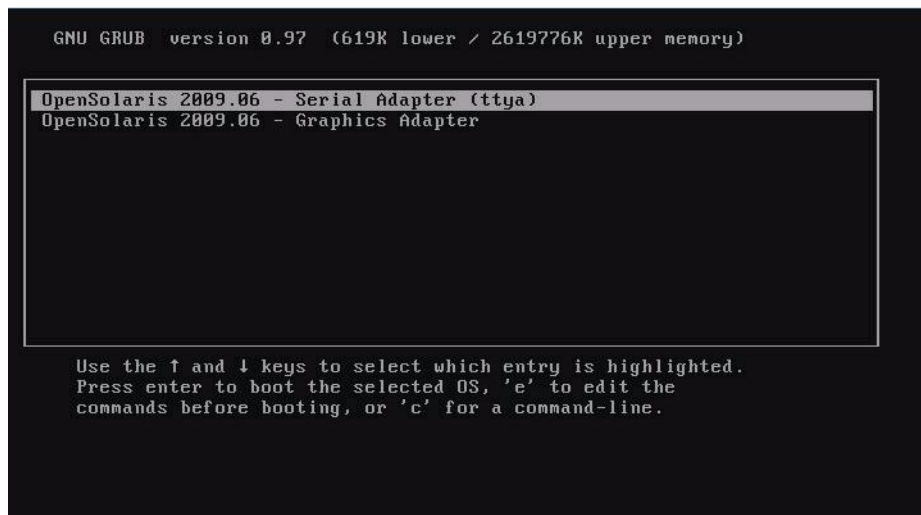 GNU GRUB  version 0.97  (619K lower / 2619776K upper memory)
OpenSolaris 2009.06 - Serial Adapter (ttya)
OpenSolaris 2009.06 - Graphics Adapter
Use the ↑ and ↓ keys to select which entry is highlighted.
Press enter to boot the selected OS, 'e' to edit the
commands before booting, or 'c' for a command-line.